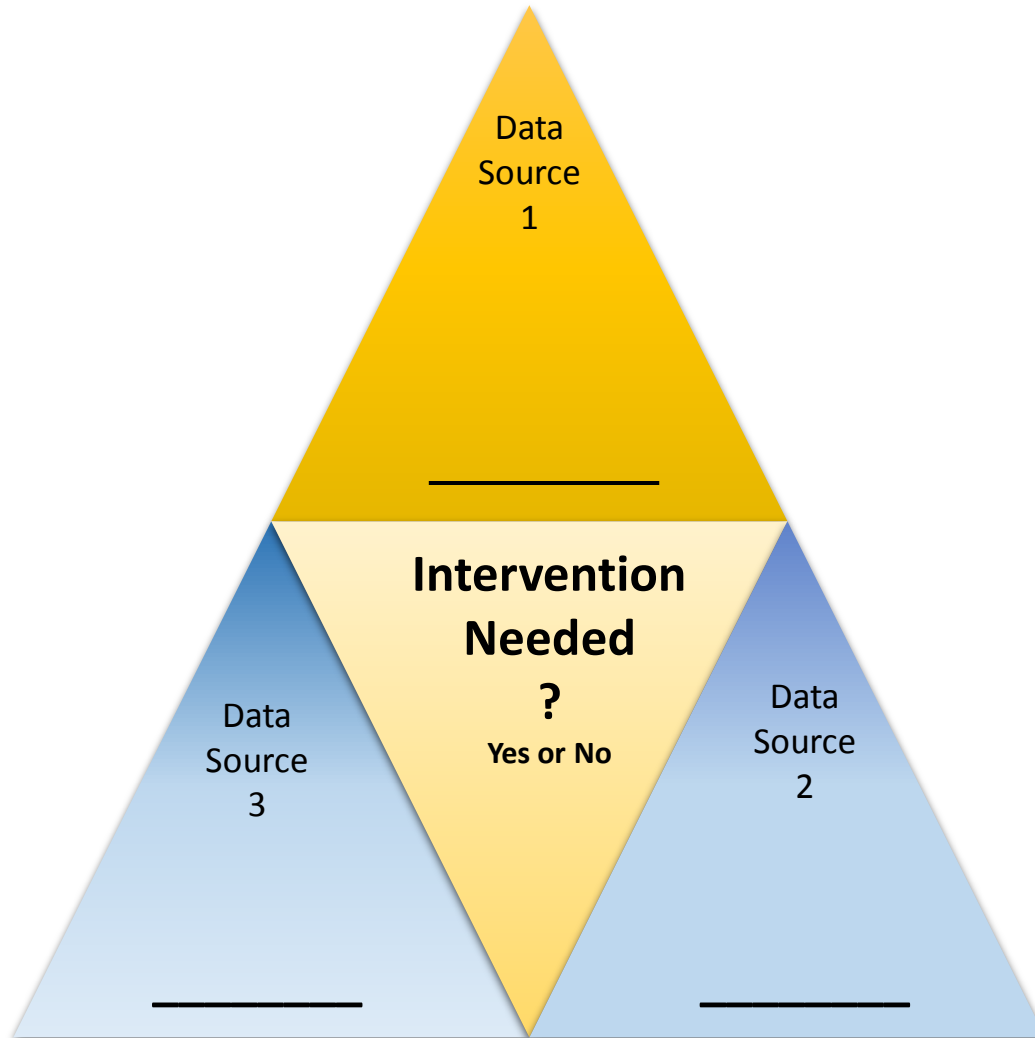 Data
Source
1
Intervention
Needed
?
Yes or No
Data
Source
3
Data
Source
2